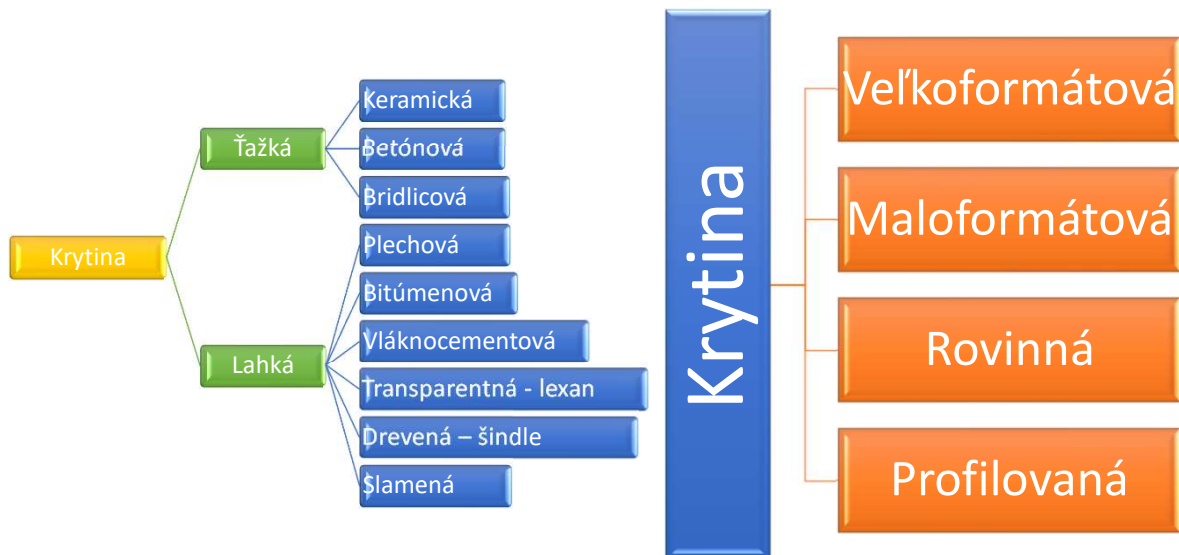 Krytina
Ťažká
Keramická
Betónová
Bridlicová
Lahká
Plechová
Bitúmenová
Vláknocementová
Transparentná - lexan
Drevená – šindle
Slamená
Krytina
Veľkoformátová
Maloformátová
Rovinná
Profilovaná